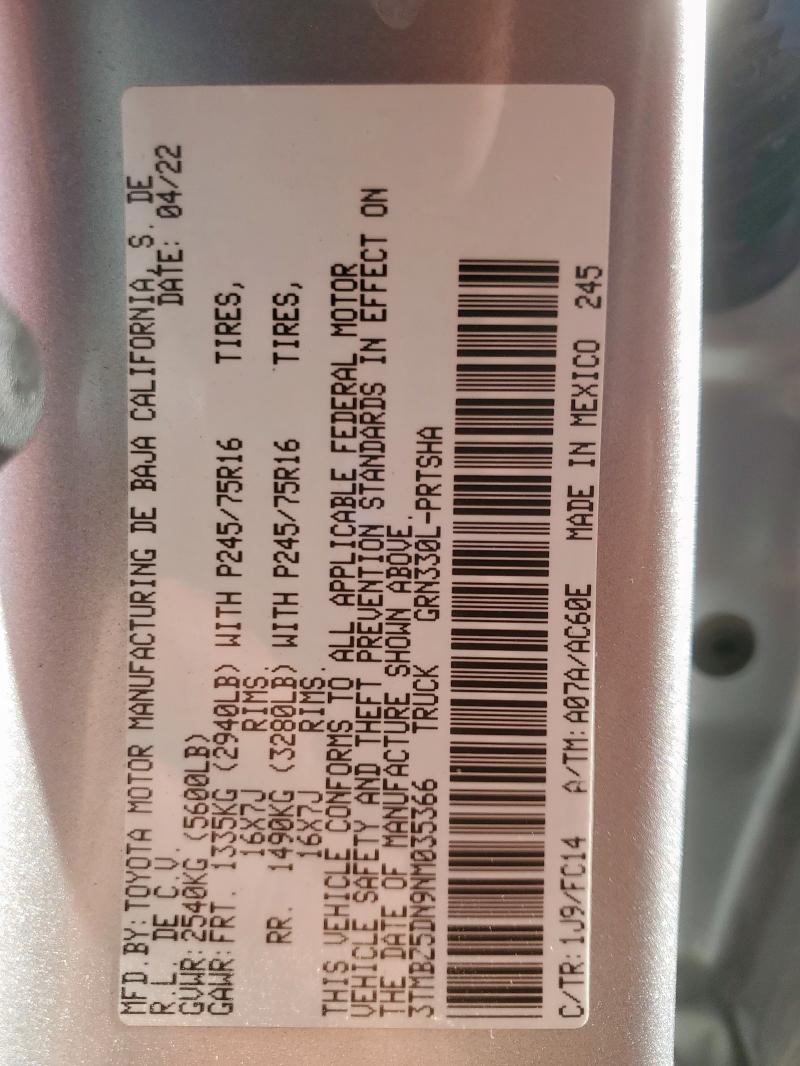 MFD.BY:TOYOTA MOTOR MANUFACTURING DE BAJA CALIFORNIA, S. DE
R.L. DE C.V. DATE: 04/22
GVWR:2540KG (5600LB)
GAWR:FRT. 1335KG (2940LB) WITH P245/75R16 TIRES,
16X7J RIMS.
RR. 1490KG (3280LB) WITH P245/75R16 TIRES,
16X7J RIMS.
THIS VEHICLE CONFORMS TO ALL APPLICABLE FEDERAL MOTOR
VEHICLE SAFETY AND THEFT PREVENTION STANDARDS IN EFFECT ON
THE DATE OF MANUFACTURE SHOWN ABOVE.
3TMBZ5DN9NM035366 TRUCK GRN330L-PRTSHA
C/TR:1J9/FC14 A/TM:A07A/AC60E MADE IN MEXICO 245